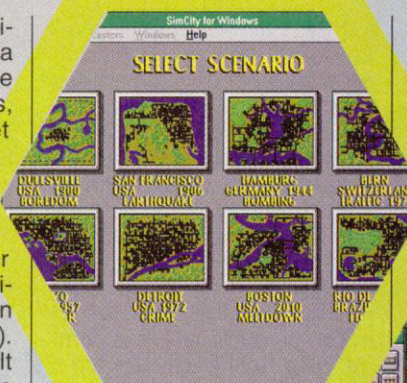 SimCity for Windows
Windows Help
SELECT SCENARIO
DULLSVILLE
USA 1900
BOREDOM
SAN FRANCISCO
USA 1906
EARTHQUAKE
HAMBURG
GERMANY 1944
BOMBING
BERN
TRAFFIC
DETROIT
USA 1972
CRIME
BOSTON
USA 2010
MELTDOWN
RIO DE